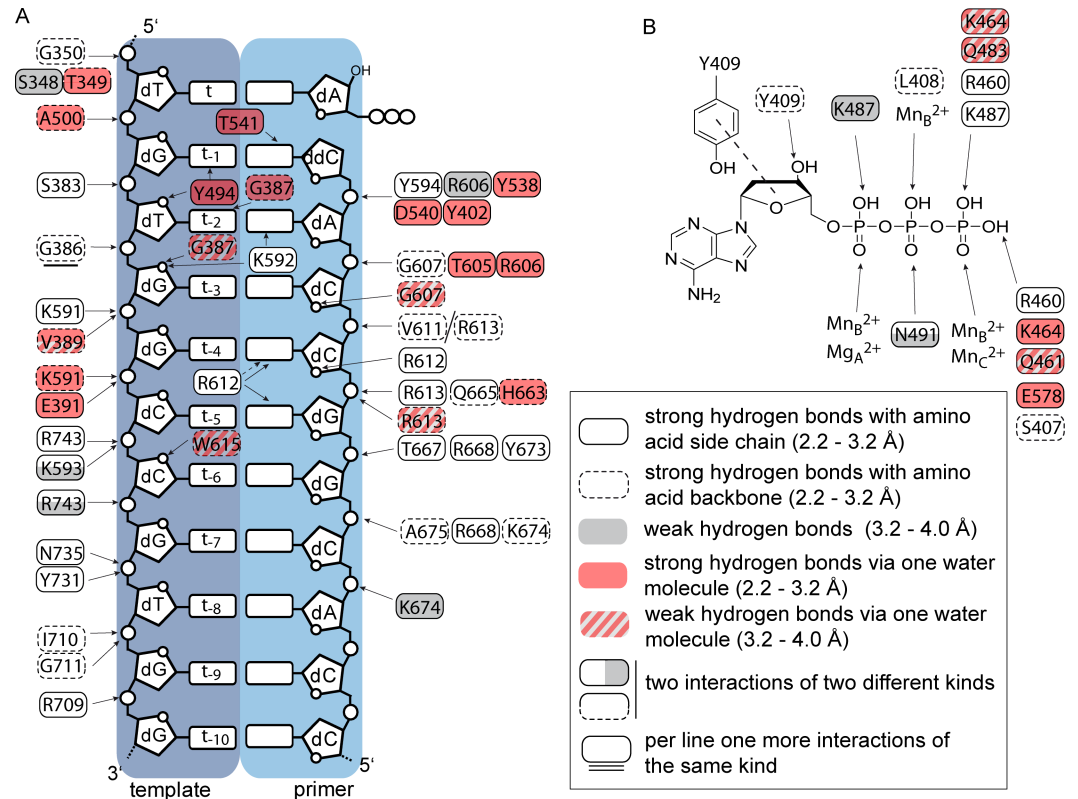 A
5‘
G350
S348 T349
A500
S383
G386
K591
V389
K591
E391
R743
K593
R743
N735
Y731
I710
G711
R709
3‘
dT t dA
OH
T541
dG t-1 ddC
Y494 G387
dT t-2 dA
G387
K592
dG t-3 dC
dG t-4 dC
R612
dC t-5 dG
W615
dC t-6 dG
dG t-7 dC
dT t-8 dA
dG t-9 dC
dG t-10 dC
5‘
template primer
Y594 R606 Y538
D540 Y402
G607 T605 R606
G607
V611 / R613
R612
R613 Q665 H663
R613
T667 R668 Y673
A675 R668 K674
K674
B
Y409
OH
Y409
OH
K487
L408
MnB2+
K464
Q483
R460
K487
N
N
N
N
NH2
O
O
P
OH
O
O
P
OH
O
O
P
OH
O
OH
MnB2+
MgA2+
N491
MnB2+
MnC2+
R460
K464
Q461
E578
S407
strong hydrogen bonds with amino
acid side chain (2.2 - 3.2 Å)
strong hydrogen bonds with amino
acid backbone (2.2 - 3.2 Å)
weak hydrogen bonds (3.2 - 4.0 Å)
strong hydrogen bonds via one water
molecule (2.2 - 3.2 Å)
weak hydrogen bonds via one water
molecule (3.2 - 4.0 Å)
two interactions of two different kinds
per line one more interactions of
the same kind